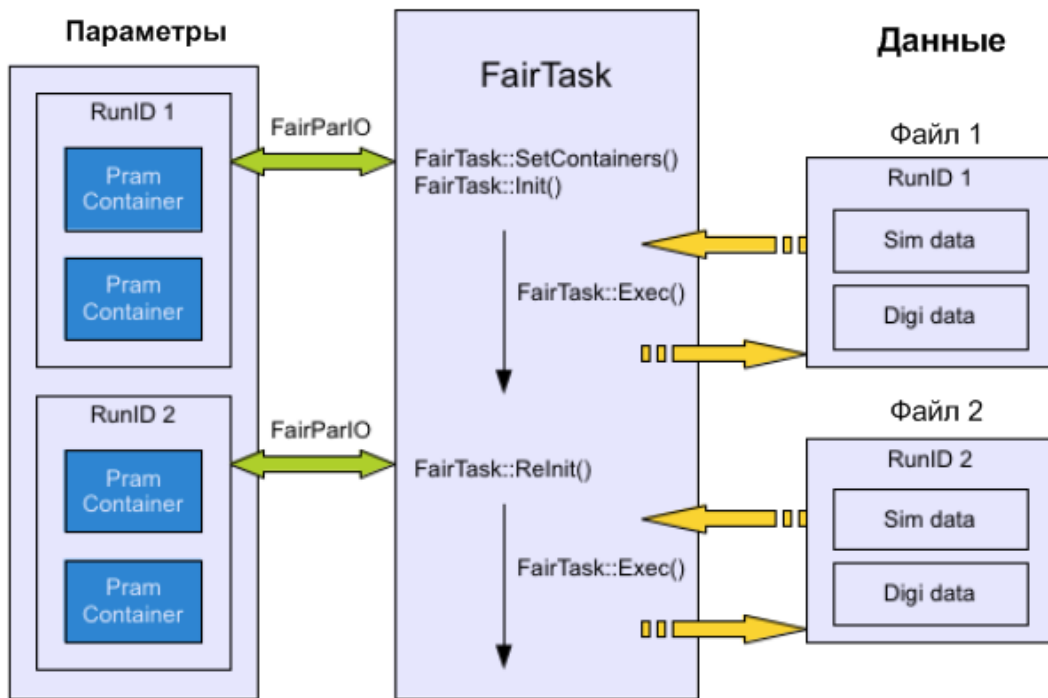 Параметры
RunID 1
Pram
Container
Pram
Container
RunID 2
Pram
Container
Pram
Container
FairParIO
FairParIO
FairTask
FairTask::SetContainers()
FairTask::Init()
FairTask::Exec()
FairTask::ReInit()
FairTask::Exec()
Данные
Файл 1
RunID 1
Sim data
Digi data
Файл 2
RunID 2
Sim data
Digi data